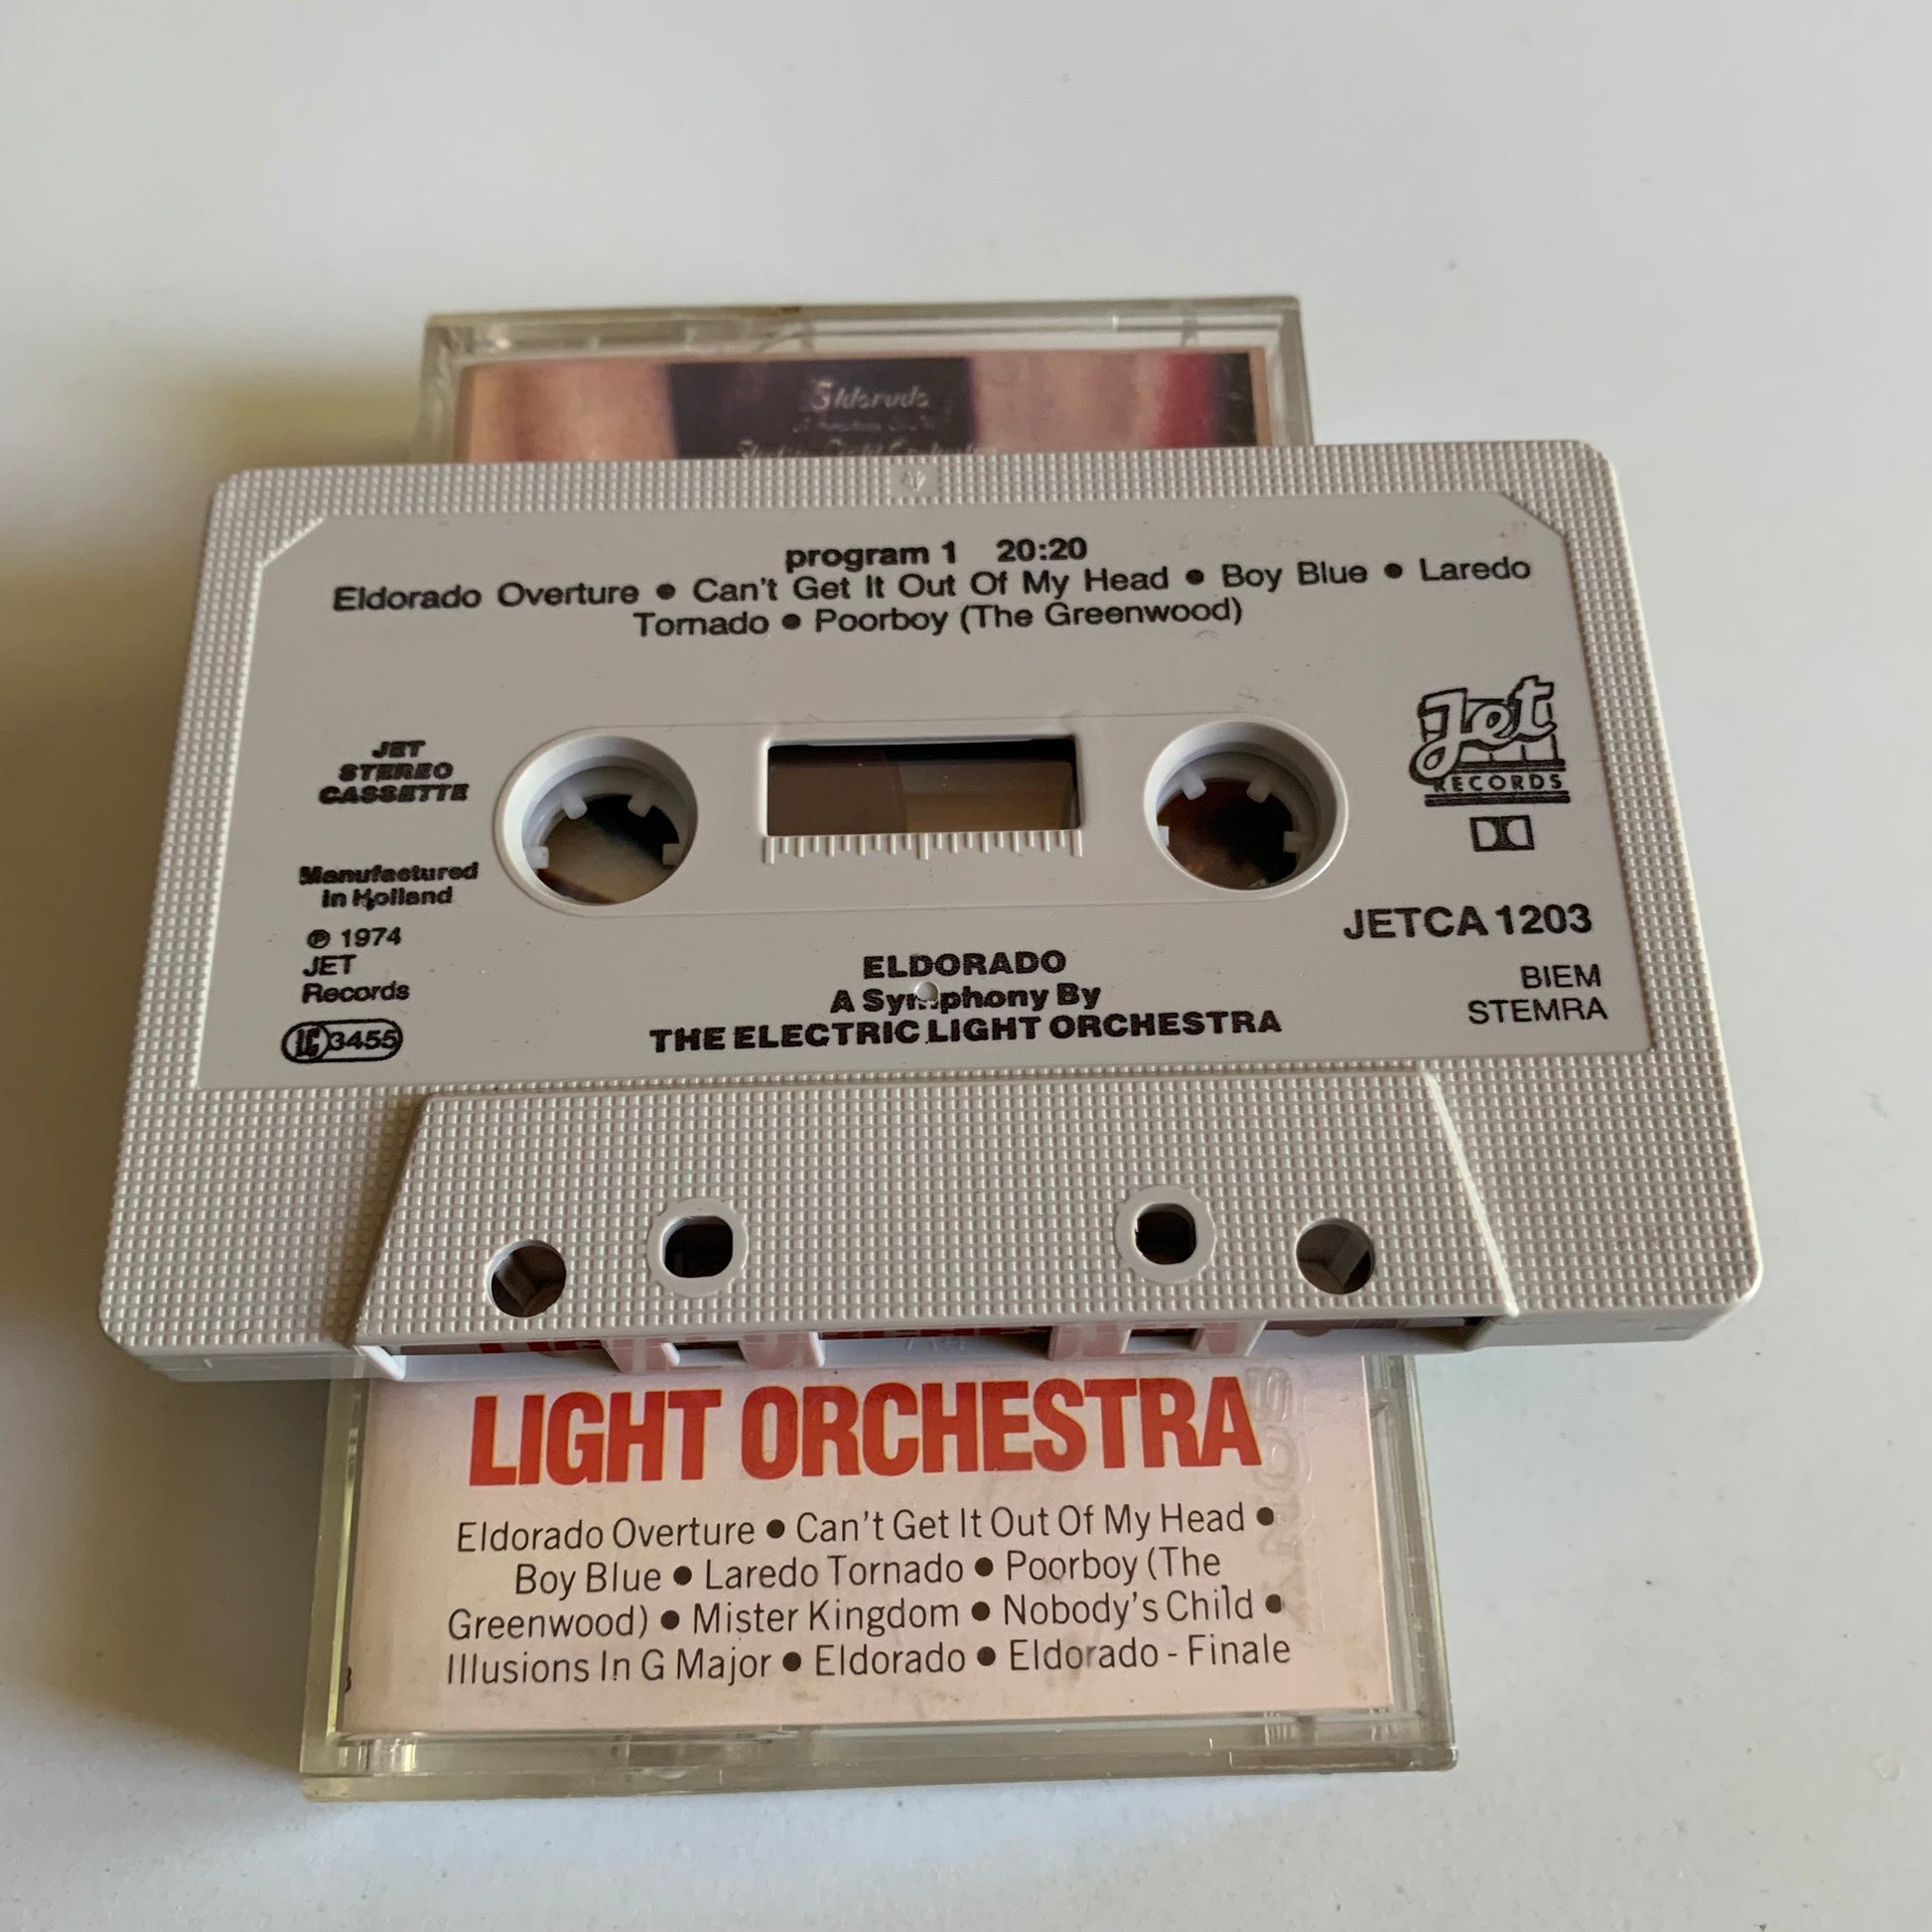 Eldorado
program 1 20:20
Eldorado Overture ● Can't Get It Out Of My Head ● Boy Blue ● Laredo
Tornado ● Poorboy (The Greenwood)
JET
STEREO
CASSETTE
Jet
RECORDS
Manufactured
in Holland
℗ 1974
JET
Records
LC 3455
JETCA 1203
BIEM
STEMRA
ELDORADO
A Symphony By
THE ELECTRIC LIGHT ORCHESTRA
LIGHT ORCHESTRA
Eldorado Overture ● Can't Get It Out Of My Head ●
Boy Blue ● Laredo Tornado ● Poorboy (The
Greenwood) ● Mister Kingdom ● Nobody's Child ●
Illusions In G Major ● Eldorado ● Eldorado - Finale